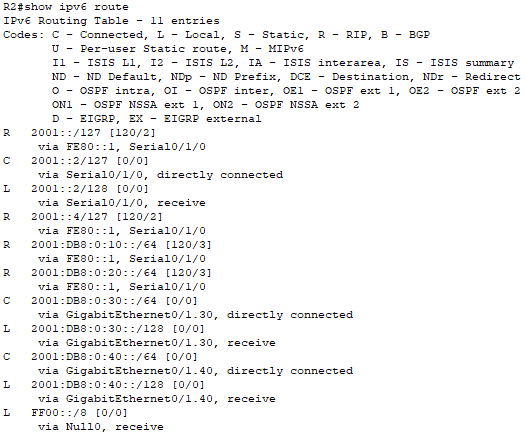 R2#show ipv6 route
IPv6 Routing Table - 11 entries
Codes: C - Connected, L - Local, S - Static, R - RIP, B - BGP
       U - Per-user Static route, M - MIPv6
       I1 - ISIS L1, I2 - ISIS L2, IA - ISIS interarea, IS - ISIS summary
       ND - ND Default, NDp - ND Prefix, DCE - Destination, NDr - Redirect
       O - OSPF intra, OI - OSPF inter, OE1 - OSPF ext 1, OE2 - OSPF ext 2
       ON1 - OSPF NSSA ext 1, ON2 - OSPF NSSA ext 2
       D - EIGRP, EX - EIGRP external
R   2001::/127 [120/2]
     via FE80::1, Serial0/1/0
C   2001::2/127 [0/0]
     via Serial0/1/0, directly connected
L   2001::2/128 [0/0]
     via Serial0/1/0, receive
R   2001::4/127 [120/2]
     via FE80::1, Serial0/1/0
R   2001:DB8:0:10::/64 [120/3]
     via FE80::1, Serial0/1/0
R   2001:DB8:0:20::/64 [120/3]
     via FE80::1, Serial0/1/0
C   2001:DB8:0:30::/64 [0/0]
     via GigabitEthernet0/1.30, directly connected
L   2001:DB8:0:30::/128 [0/0]
     via GigabitEthernet0/1.30, receive
C   2001:DB8:0:40::/64 [0/0]
     via GigabitEthernet0/1.40, directly connected
L   2001:DB8:0:40::/128 [0/0]
     via GigabitEthernet0/1.40, receive
L   FF00::/8 [0/0]
     via Null0, receive